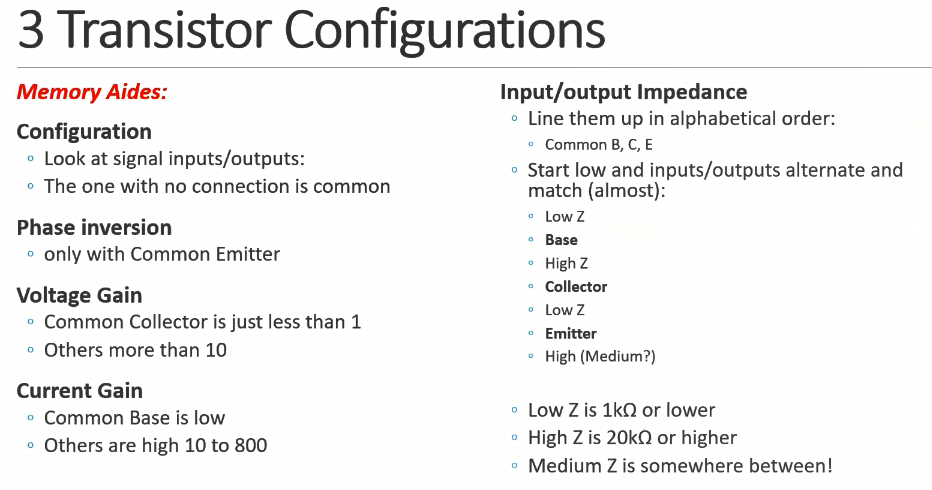 3 Transistor Configurations
Memory Aides:
Configuration
Look at signal inputs/outputs:
The one with no connection is common
Phase inversion
only with Common Emitter
Voltage Gain
Common Collector is just less than 1
Others more than 10
Current Gain
Common Base is low
Others are high 10 to 800
Input/output Impedance
Line them up in alphabetical order:
Common B, C, E
Start low and inputs/outputs alternate and
match (almost):
Low Z
Base
High Z
Collector
Low Z
Emitter
High (Medium?)
Low Z is 1kΩ or lower
High Z is 20kΩ or higher
Medium Z is somewhere between!